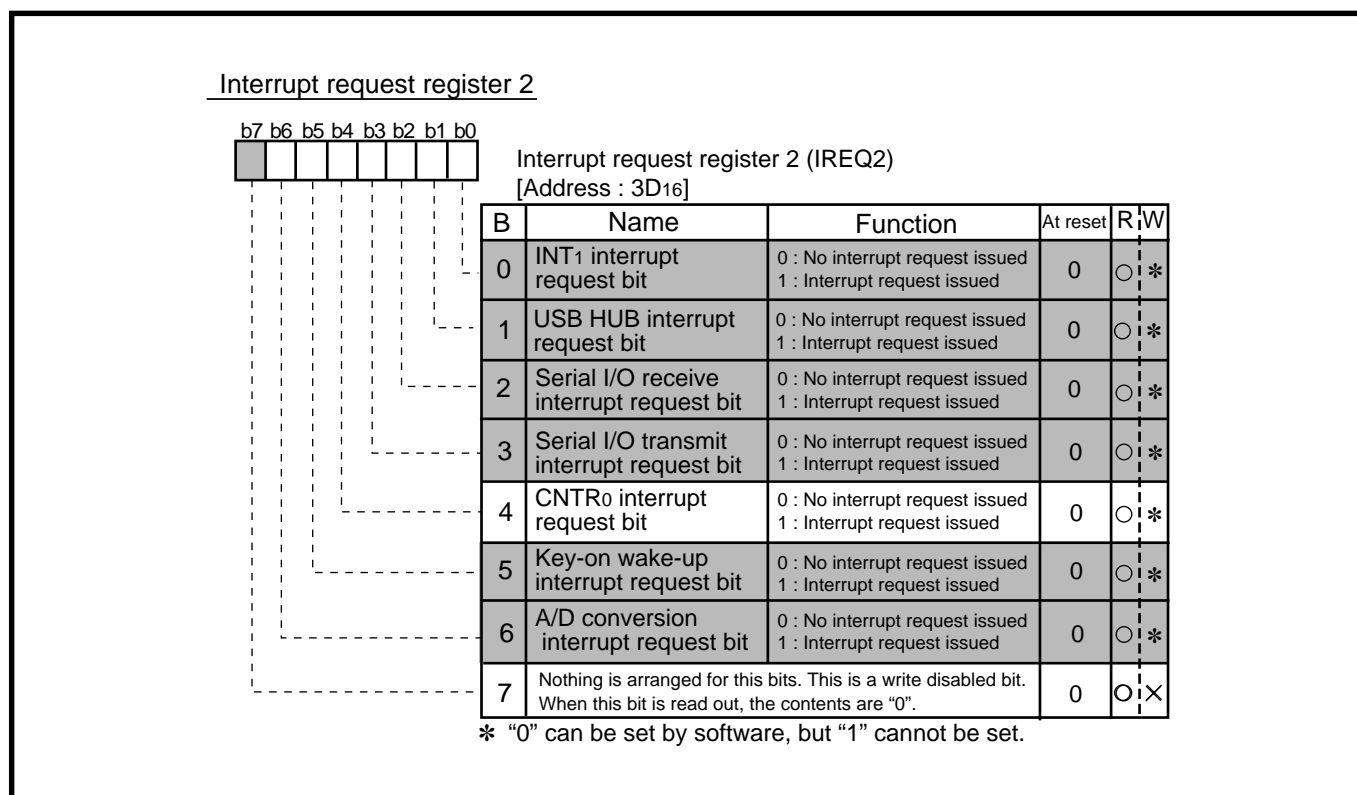 Interrupt request register 2
b7 b6 b5 b4 b3 b2 b1 b0
Interrupt request register 2 (IREQ2)
[Address : 3D16]
B Name Function At reset R W
0 INT1 interrupt request bit 0 : No interrupt request issued 0 ○ ✻
1 : Interrupt request issued
1 USB HUB interrupt request bit 0 : No interrupt request issued 0 ○ ✻
1 : Interrupt request issued
2 Serial I/O receive interrupt request bit 0 : No interrupt request issued 0 ○ ✻
1 : Interrupt request issued
3 Serial I/O transmit interrupt request bit 0 : No interrupt request issued 0 ○ ✻
1 : Interrupt request issued
4 CNTR0 interrupt request bit 0 : No interrupt request issued 0 ○ ✻
1 : Interrupt request issued
5 Key-on wake-up interrupt request bit 0 : No interrupt request issued 0 ○ ✻
1 : Interrupt request issued
6 A/D conversion interrupt request bit 0 : No interrupt request issued 0 ○ ✻
1 : Interrupt request issued
7 Nothing is arranged for this bits. This is a write disabled bit. 0 ○ ×
When this bit is read out, the contents are “0”.
✻ “0” can be set by software, but “1” cannot be set.